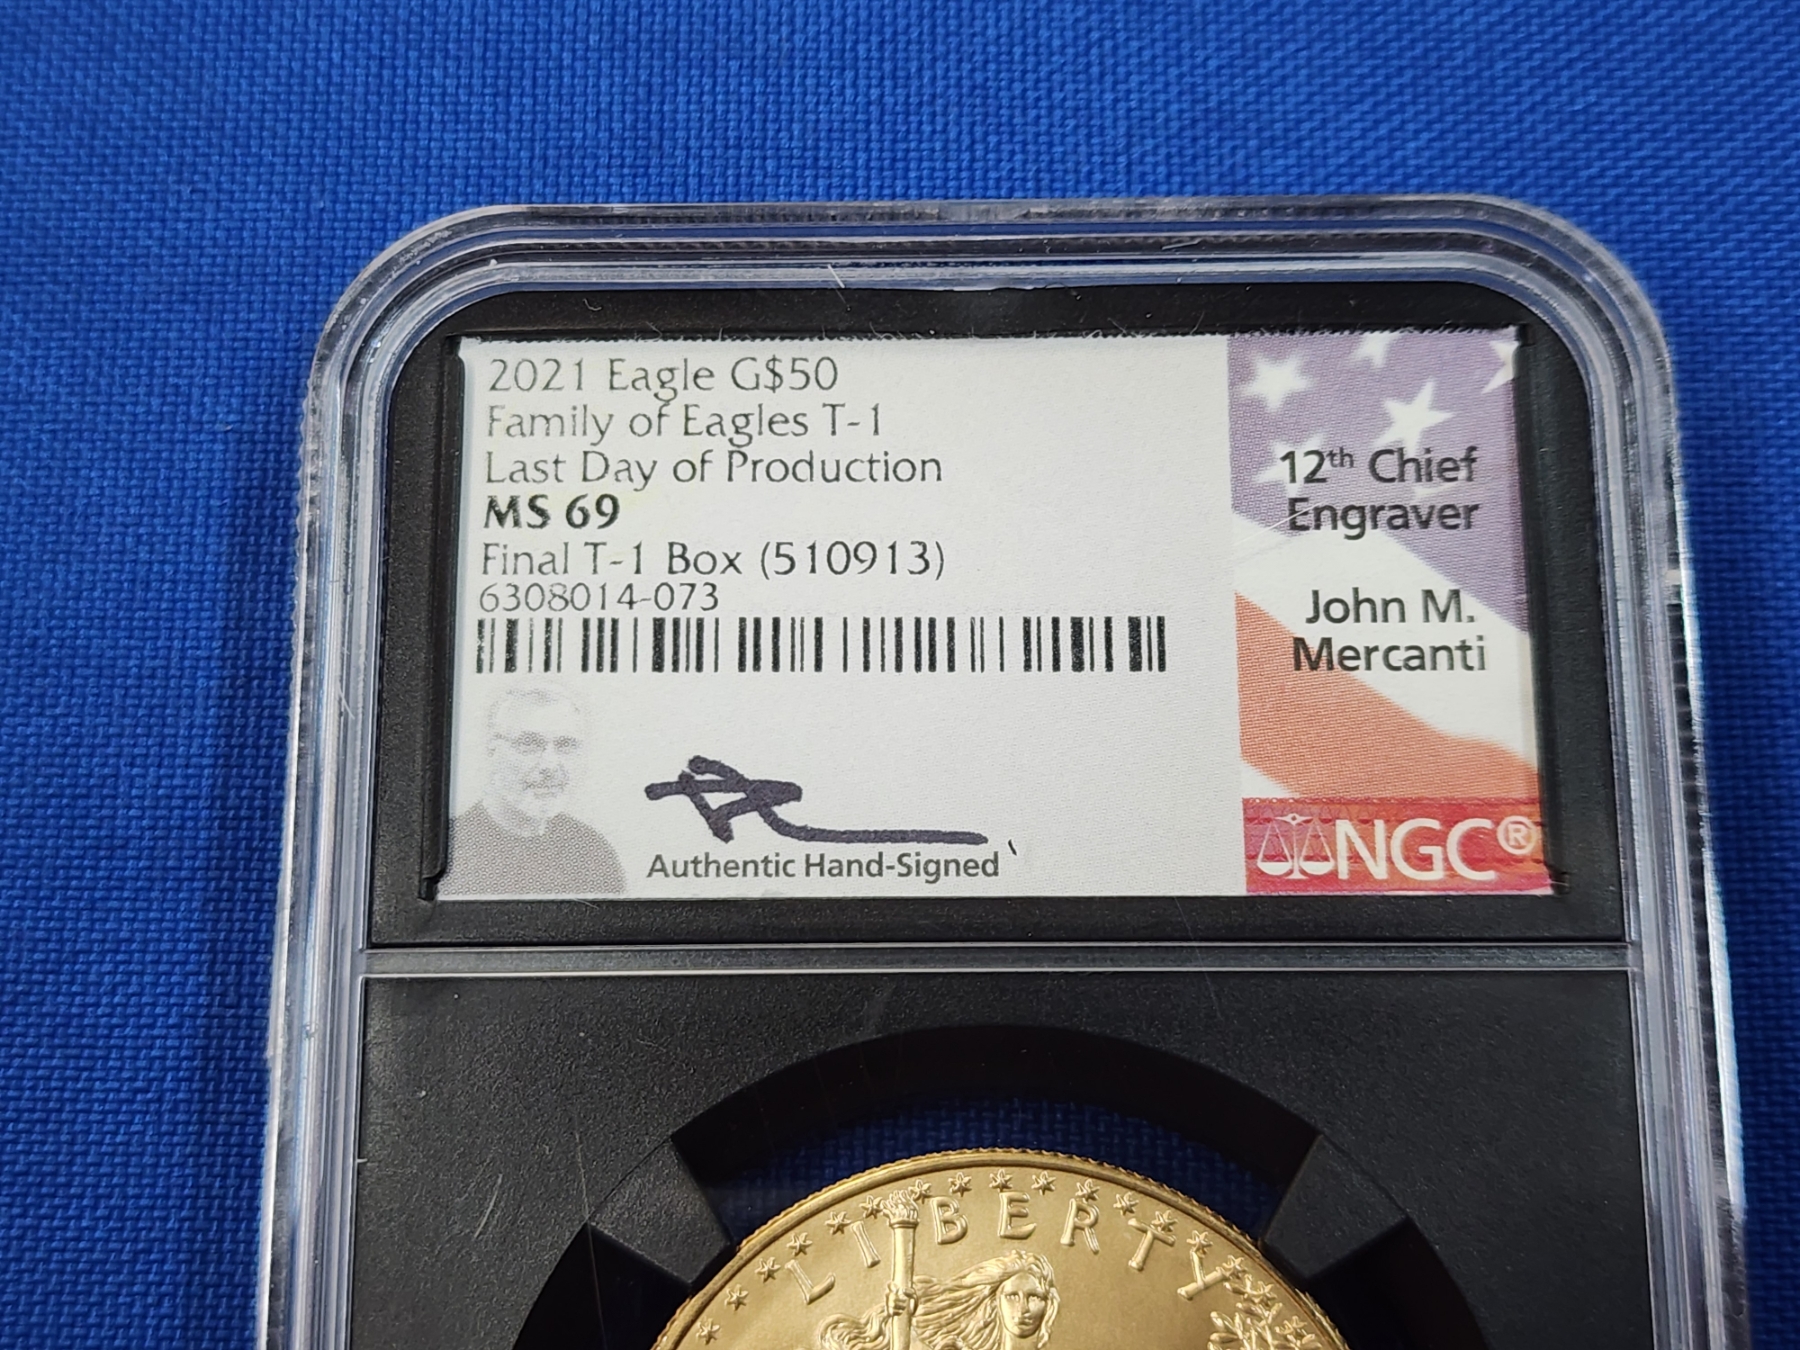 2021 Eagle G$50
Family of Eagles T-1
Last Day of Production
MS 69
Final T-1 Box (510913)
6308014-073
Authentic Hand-Signed
12th Chief
Engraver
John M.
Mercanti
NGC®
LIBERTY